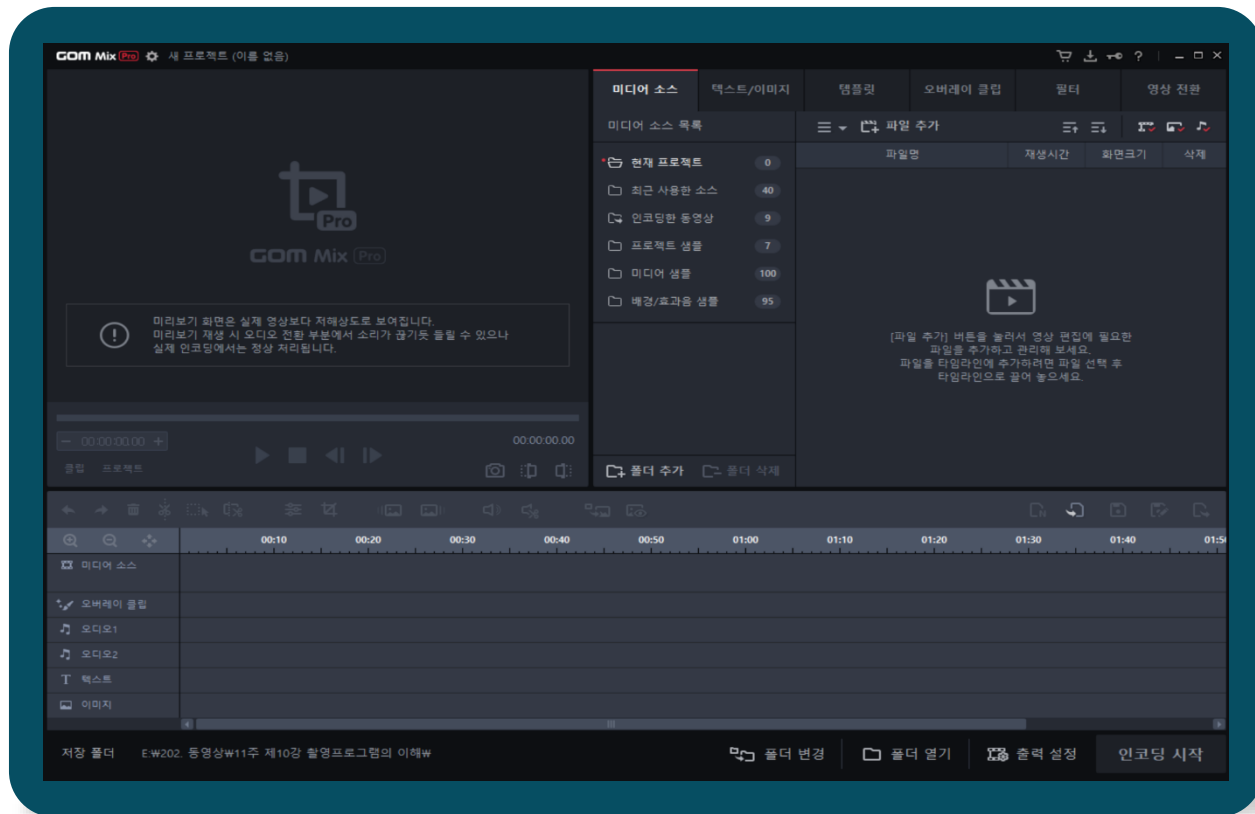 GOM Mix Pro 새 프로젝트 (이름 없음)
?
미디어 소스 텍스트/이미지 템플릿 오버레이 클립 필터 영상 전환
미디어 소스 목록
파일 추가
파일명 재생시간 화면크기 삭제
현재 프로젝트 0
최근 사용한 소스 40
인코딩한 동영상 9
프로젝트 샘플 7
미디어 샘플 100
배경/효과음 샘플 95
Pro
GOM Mix Pro
미리보기 화면은 실제 영상보다 저해상도로 보여집니다.
미리보기 재생 시 오디오 전환 부분에서 소리가 끊기듯 들릴 수 있으나
실제 인코딩에서는 정상 처리됩니다.
[파일 추가] 버튼을 눌러서 영상 편집에 필요한
파일을 추가하고 관리해 보세요.
파일을 타임라인에 추가하려면 파일 선택 후
타임라인으로 끌어 놓으세요.
00:00:00.00
00:00:00.00
클립 프로젝트
폴더 추가 폴더 삭제
00:10 00:20 00:30 00:40 00:50 01:00 01:10 01:20 01:30 01:40 01:5
미디어 소스
오버레이 클립
오디오1
오디오2
T 텍스트
이미지
저장 폴더 E:₩202. 동영상₩11주 제10강 촬영프로그램의 이해₩
폴더 변경 폴더 열기 출력 설정 인코딩 시작